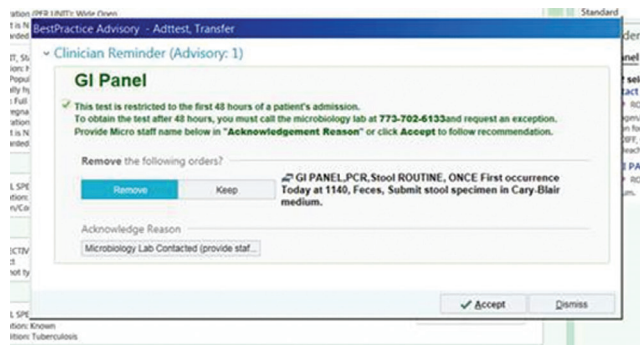 Standard
BestPractice Advisory - Adttest, Transfer
Clinician Reminder (Advisory: 1)
GI Panel
This test is restricted to the first 48 hours of a patient's admission.
To obtain the test after 48 hours, you must call the microbiology lab at 773-702-6133and request an exception.
Provide Micro staff name below in "Acknowledgement Reason" or click Accept to follow recommendation.
Remove the following orders?
Remove Keep
GI PANEL,PCR,Stool ROUTINE, ONCE First occurrence
Today at 1140, Feces, Submit stool specimen in Cary-Blair
medium.
Acknowledge Reason
Microbiology Lab Contacted (provide staf...
Accept Dismiss
ition: Known
ition: Tuberculosis